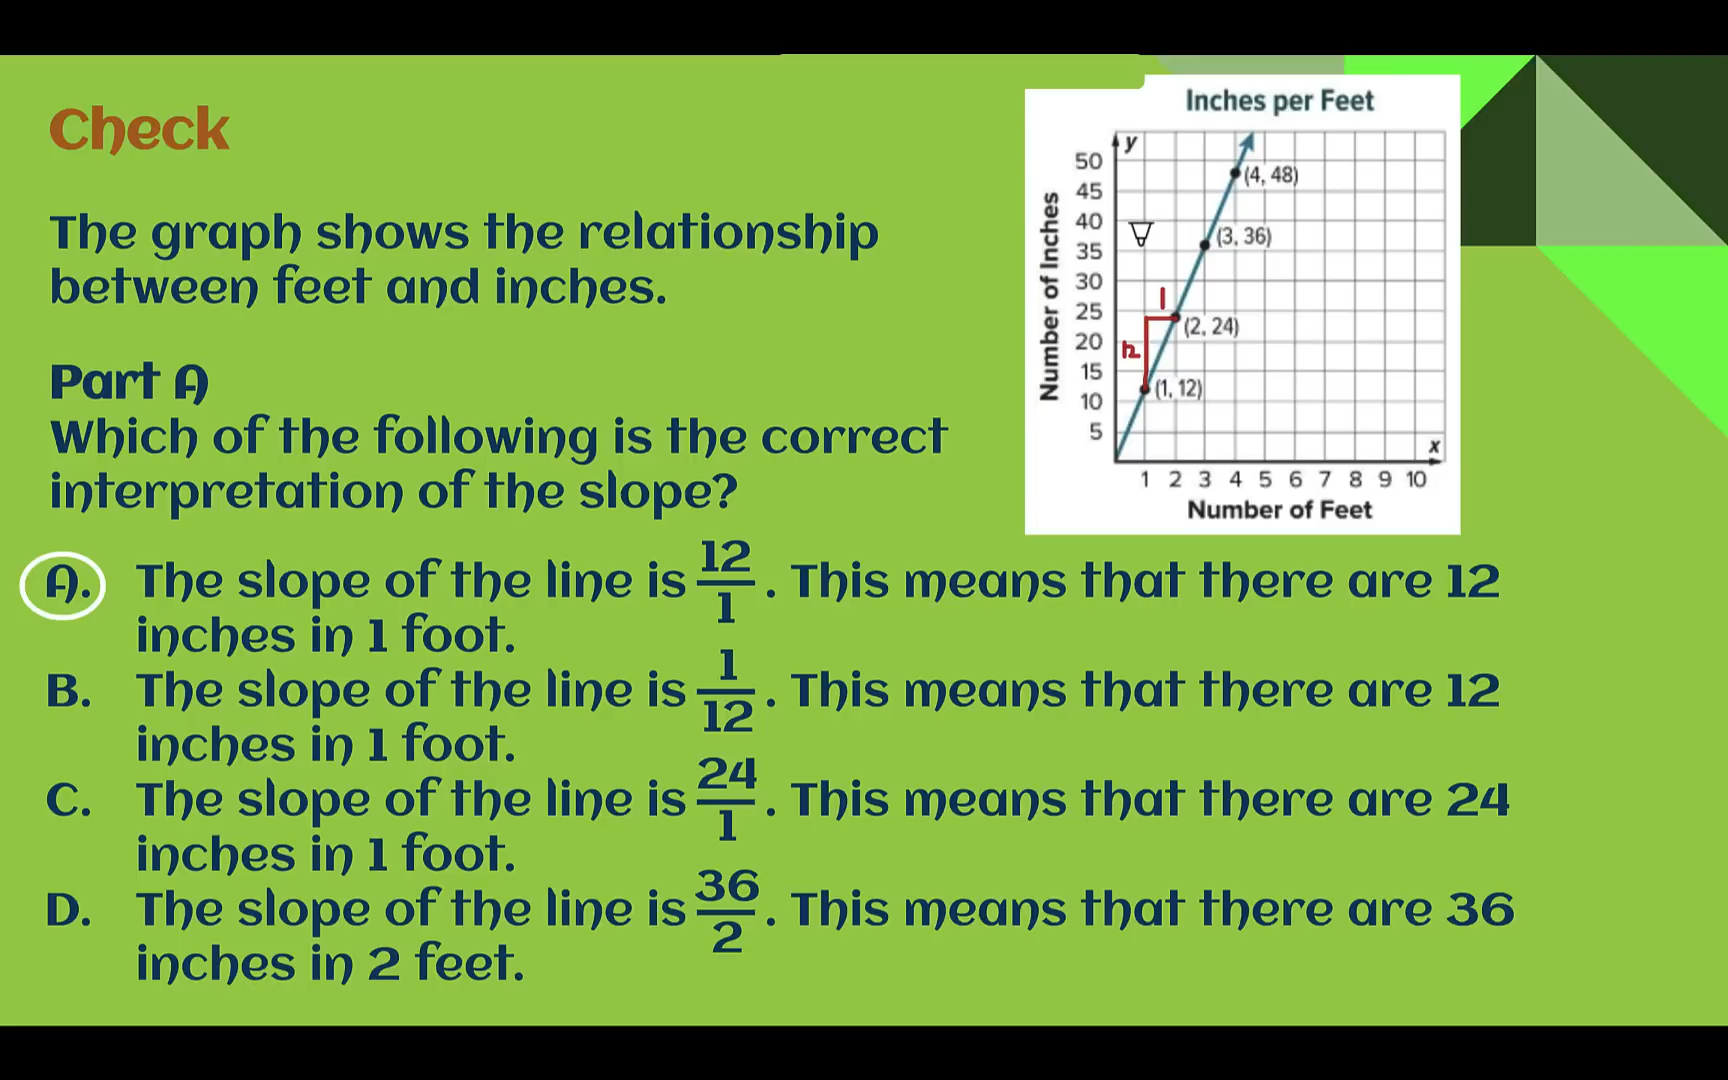 Check
The graph shows the relationship
between feet and inches.
Part A
Which of the following is the correct
interpretation of the slope?
A. The slope of the line is 12/1. This means that there are 12
inches in 1 foot.
B. The slope of the line is 1/12. This means that there are 12
inches in 1 foot.
C. The slope of the line is 24/1. This means that there are 24
inches in 1 foot.
D. The slope of the line is 36/2. This means that there are 36
inches in 2 feet.
Inches per Feet
y
50
45
40
35
30
25
20
15
10
5
Number of Inches
(4, 48)
(3, 36)
(2, 24)
(1, 12)
1
12
x
1 2 3 4 5 6 7 8 9 10
Number of Feet